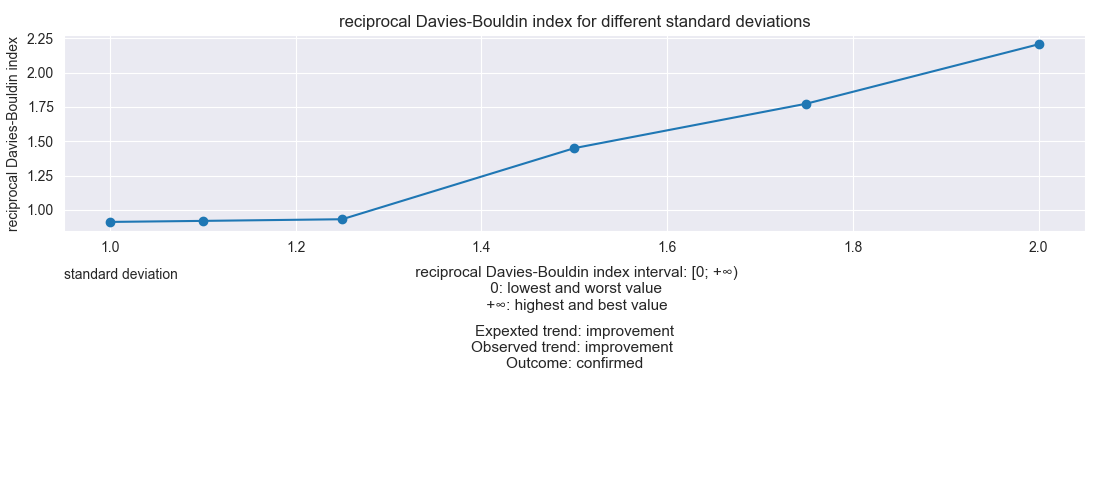 reciprocal Davies-Bouldin index for different standard deviations
reciprocal Davies-Bouldin index
2.25
2.00
1.75
1.50
1.25
1.00
1.0 1.2 1.4 1.6 1.8 2.0
standard deviation
reciprocal Davies-Bouldin index interval: [0; +∞)
0: lowest and worst value
+∞: highest and best value
Expexted trend: improvement
Observed trend: improvement
Outcome: confirmed